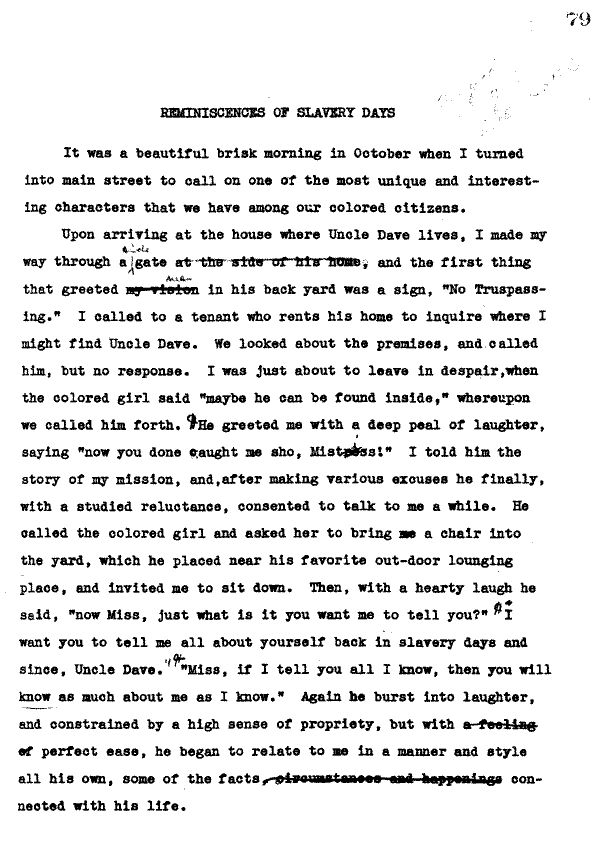 79
REMINISCENCES OF SLAVERY DAYS
It was a beautiful brisk morning in October when I turned
into main street to call on one of the most unique and interest-
ing characters that we have among our colored citizens.
Upon arriving at the house where Uncle Dave lives, I made my
side
way through a gate at the side of his home, and the first thing
me
that greeted my vision in his back yard was a sign, "No Truspass-
ing." I called to a tenant who rents his home to inquire where I
might find Uncle Dave. We looked about the premises, and called
him, but no response. I was just about to leave in despair,when
the colored girl said "maybe he can be found inside," whereupon
we called him forth. ¶He greeted me with a deep peal of laughter,
saying "now you done caught me sho, Mistess!" I told him the
story of my mission, and,after making various excuses he finally,
with a studied reluctance, consented to talk to me a while. He
called the colored girl and asked her to bring me a chair into
the yard, which he placed near his favorite out-door lounging
place, and invited me to sit down. Then, with a hearty laugh he
said, "now Miss, just what is it you want me to tell you?" ¶"I
want you to tell me all about yourself back in slavery days and
since, Uncle Dave." ¶"Miss, if I tell you all I know, then you will
know as much about me as I know." Again he burst into laughter,
and constrained by a high sense of propriety, but with a feeling
of perfect ease, he began to relate to me in a manner and style
all his own, some of the facts, circumstances and happenings con-
nected with his life.